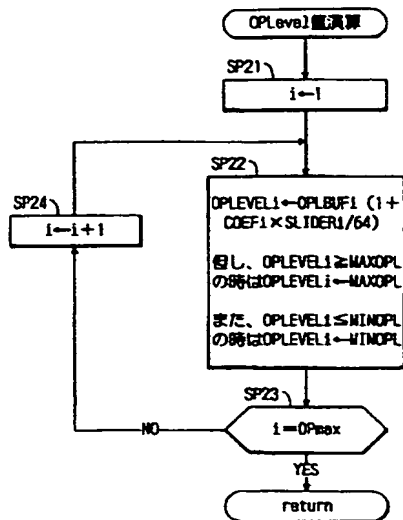 OPLevel値演算
SP21
i←1
SP22
SP24
OPLEVELi←OPLBUFi (1+
COEFi×SLIDERi/64)
i←i+1
但し、OPLEVELi≧MAXOPL
の時はOPLEVELi←MAXOPL
また、OPLEVELi≦MINOPL
の時はOPLEVELi←MINOPL
SP23
NO
i=OPmax
YES
return